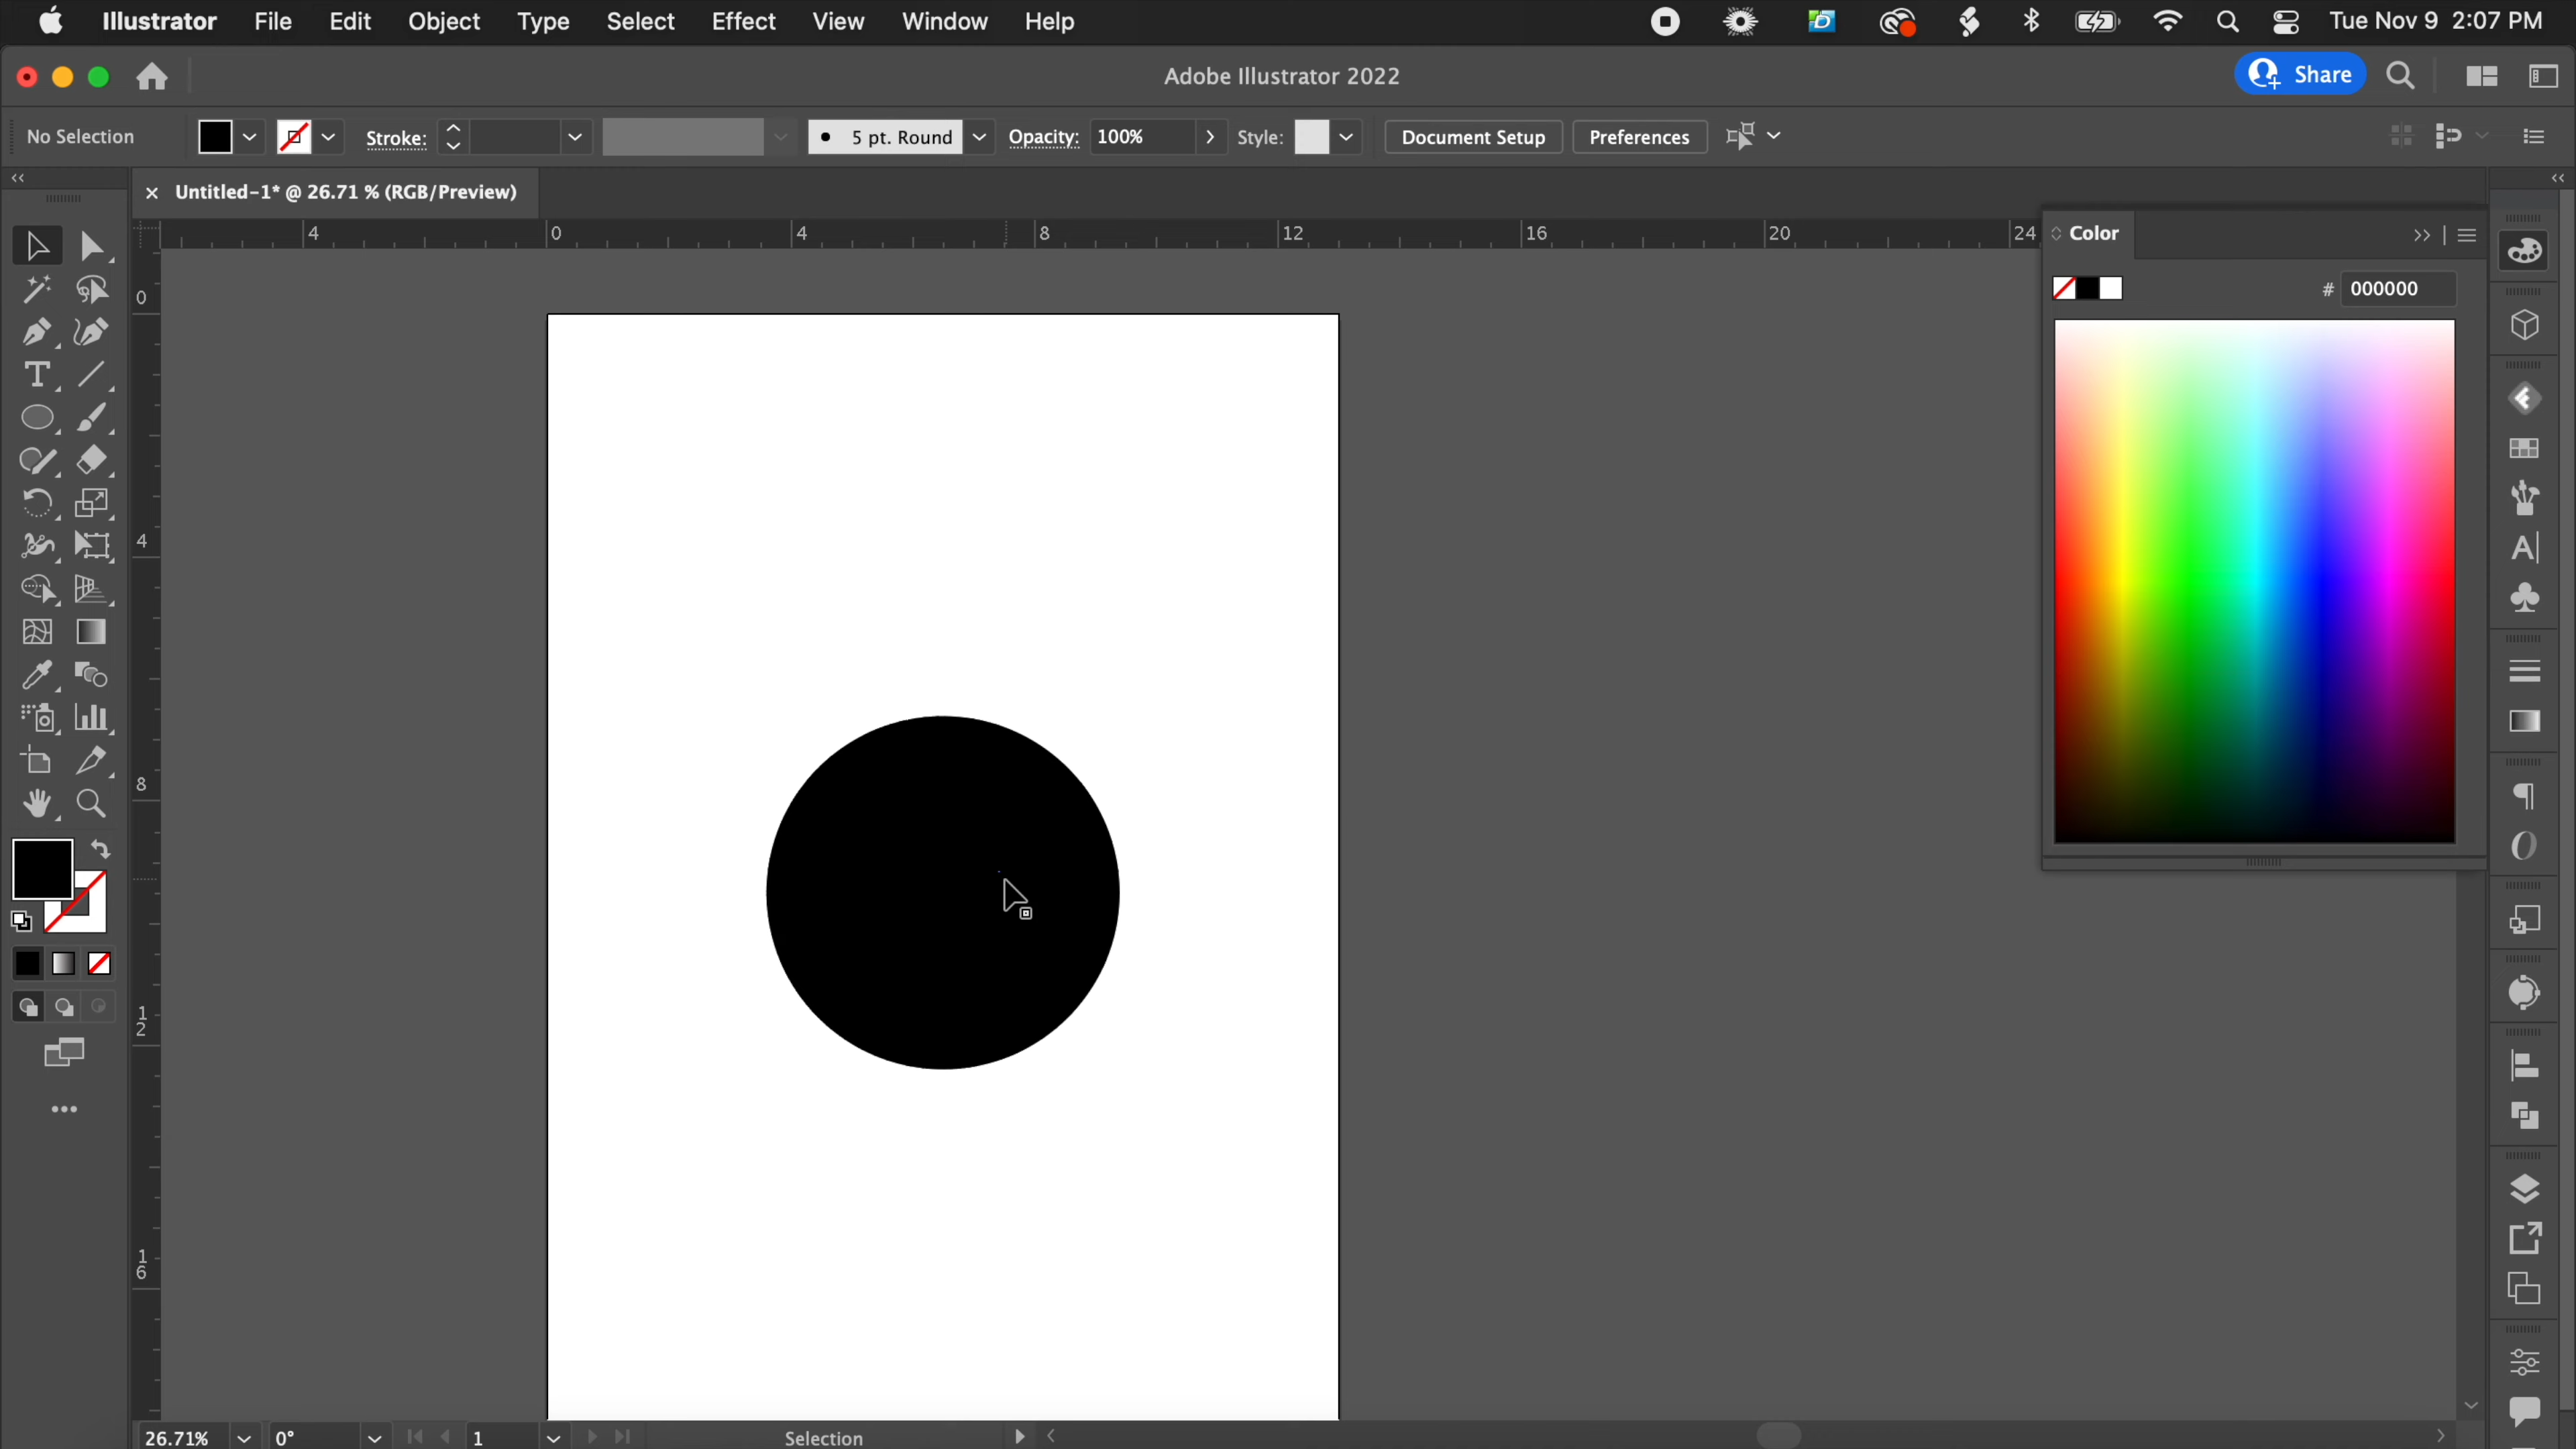 Illustrator File Edit Object Type Select Effect View Window Help Tue Nov 9 2:07 PM
Adobe Illustrator 2022 Share
No Selection Stroke: 5 pt. Round Opacity: 100% Style: Document Setup Preferences
× Untitled-1* @ 26.71 % (RGB/Preview)
4 0 4 8 12 16 20 24
Color
# 000000
0
4
8
1
2
1
6
26.71% 0° 1 Selection